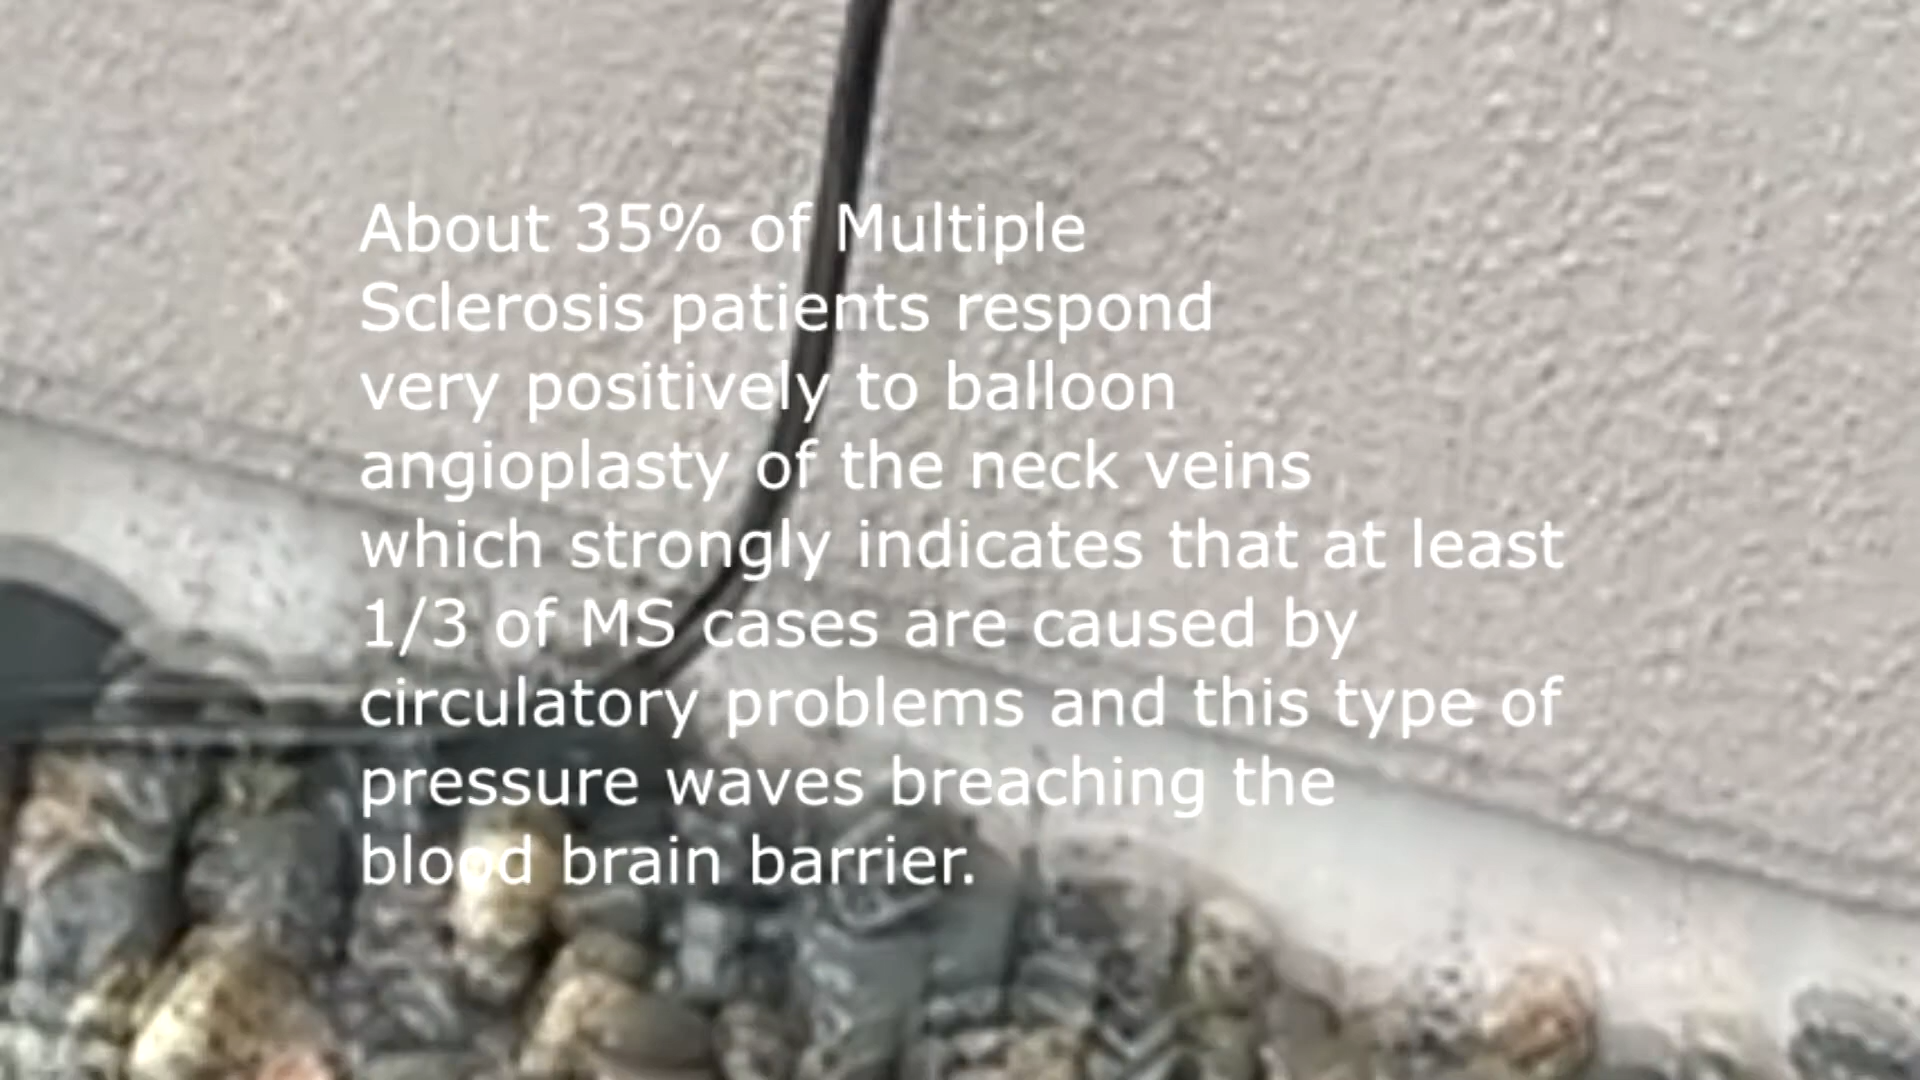 About 35% of Multiple
Sclerosis patients respond
very positively to balloon
angioplasty of the neck veins
which strongly indicates that at least
1/3 of MS cases are caused by
circulatory problems and this type of
pressure waves breaching the
blood brain barrier.